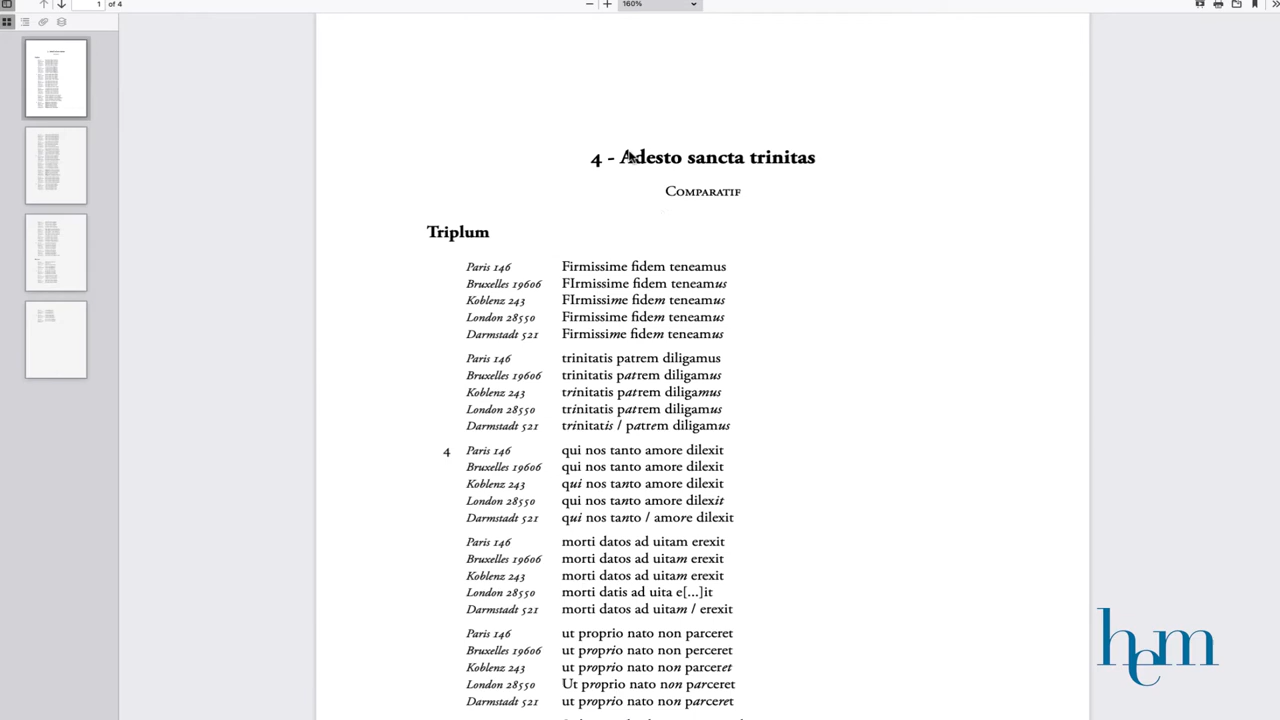 1 of 4
160%
4 - Adesto sancta trinitas
Comparatif
Triplum
Paris 146 Firmissime fidem teneamus
Bruxelles 19606 FIrmissime fidem teneamus
Koblenz 243 FIrmissime fidem teneamus
London 28550 Firmissime fidem teneamus
Darmstadt 521 Firmissime fidem teneamus
Paris 146 trinitatis patrem diligamus
Bruxelles 19606 trinitatis patrem diligamus
Koblenz 243 trinitatis patrem diligamus
London 28550 trinitatis patrem diligamus
Darmstadt 521 trinitatis / patrem diligamus
4 Paris 146 qui nos tanto amore dilexit
Bruxelles 19606 qui nos tanto amore dilexit
Koblenz 243 qui nos tanto amore dilexit
London 28550 qui nos tanto amore dilexit
Darmstadt 521 qui nos tanto / amore dilexit
Paris 146 morti datos ad uitam erexit
Bruxelles 19606 morti datos ad uitam erexit
Koblenz 243 morti datos ad uitam erexit
London 28550 morti datis ad uita e[...]it
Darmstadt 521 morti datos ad uitam / erexit
Paris 146 ut proprio nato non parceret
Bruxelles 19606 ut proprio nato non perceret
Koblenz 243 ut proprio nato non parceret
London 28550 Ut proprio nato non parceret
Darmstadt 521 ut proprio nato non parceret
hem